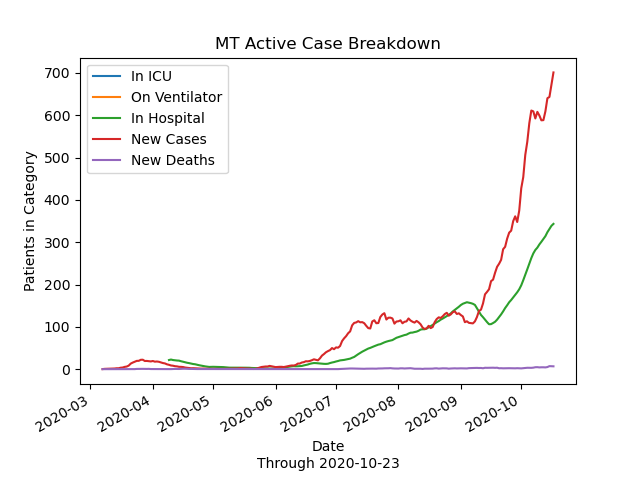 MT Active Case Breakdown
In ICU
On Ventilator
In Hospital
New Cases
New Deaths
Patients in Category
700
600
500
400
300
200
100
0
2020-03
2020-04
2020-05
2020-06
2020-07
2020-08
2020-09
2020-10
Date
Through 2020-10-23